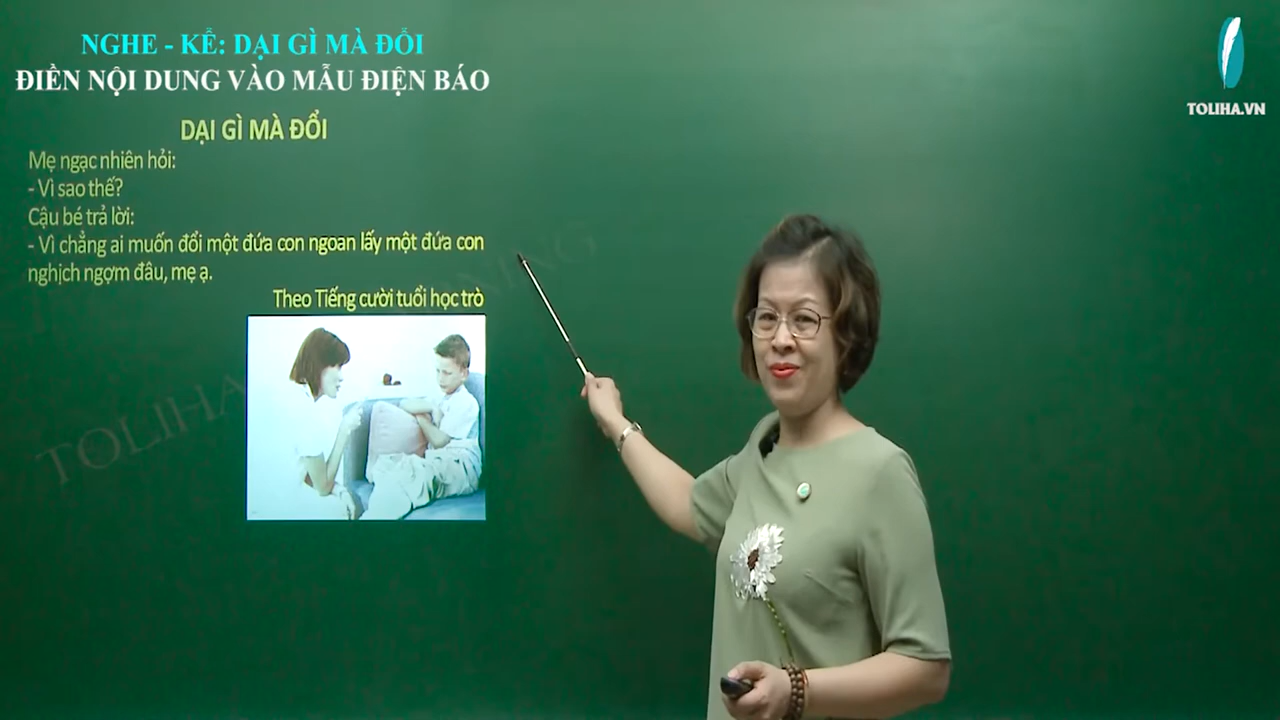 NGHE - KỂ: DẠI GÌ MÀ ĐỔI
ĐIỀN NỘI DUNG VÀO MẪU ĐIỆN BÁO
TOLIHA.VN
DẠI GÌ MÀ ĐỔI
Mẹ ngạc nhiên hỏi:
- Vì sao thế?
Cậu bé trả lời:
- Vì chẳng ai muốn đổi một đứa con ngoan lấy một đứa con
nghịch ngợm đâu, mẹ ạ.
Theo Tiếng cười tuổi học trò
TOLIHA